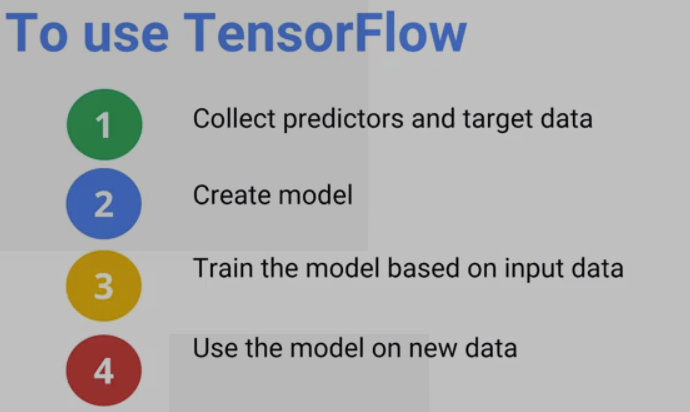 To use TensorFlow
1 Collect predictors and target data
2 Create model
3 Train the model based on input data
4 Use the model on new data